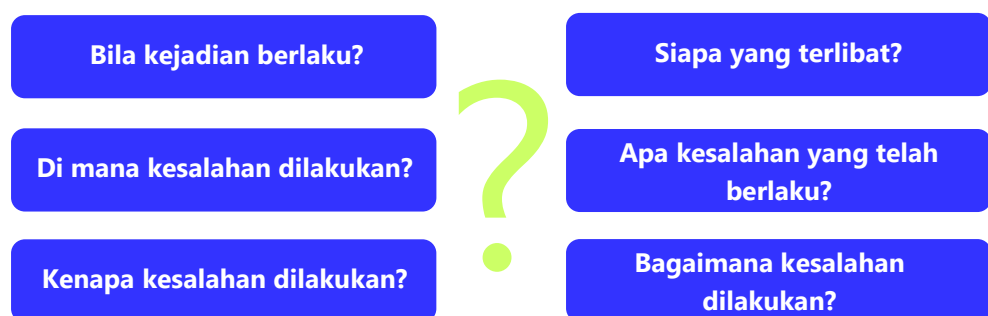 Bila kejadian berlaku?
Siapa yang terlibat?
Di mana kesalahan dilakukan?
Apa kesalahan yang telah
berlaku?
Kenapa kesalahan dilakukan?
Bagaimana kesalahan
dilakukan?
?